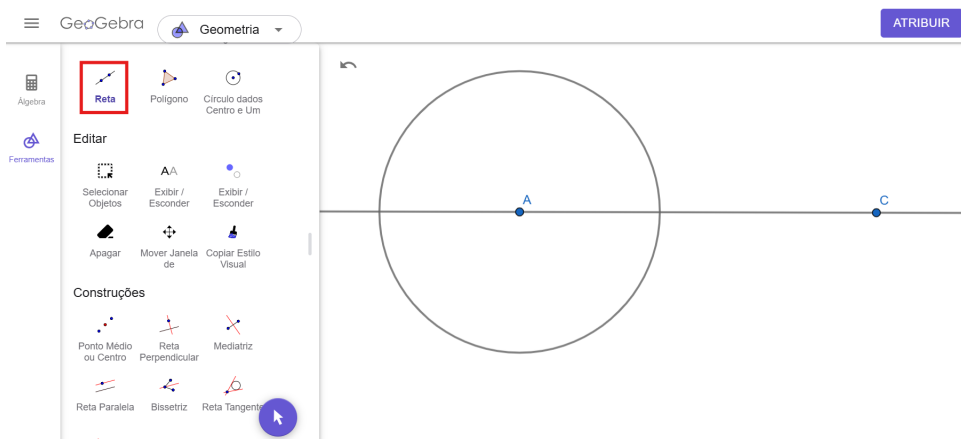 GeoGebra
Geometria
ATRIBUIR
Álgebra
Ferramentas
Reta
Polígono
Círculo dados
Centro e Um
Editar
Selecionar
Objetos
Exibir /
Esconder
Exibir /
Esconder
Apagar
Mover Janela
de
Copiar Estilo
Visual
Construções
Ponto Médio
ou Centro
Reta
Perpendicular
Mediatriz
Reta Paralela
Bissetriz
Reta Tangente
A
C